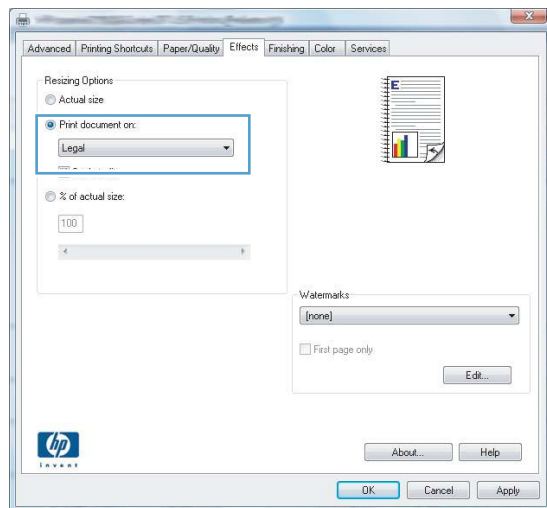 Advanced Printing Shortcuts Paper/Quality Effects Finishing Color Services
Resizing Options
Actual size
Print document on:
Legal
% of actual size:
100
E
Watermarks
[none]
First page only
Edit...
hp
invent
About... Help
OK Cancel Apply